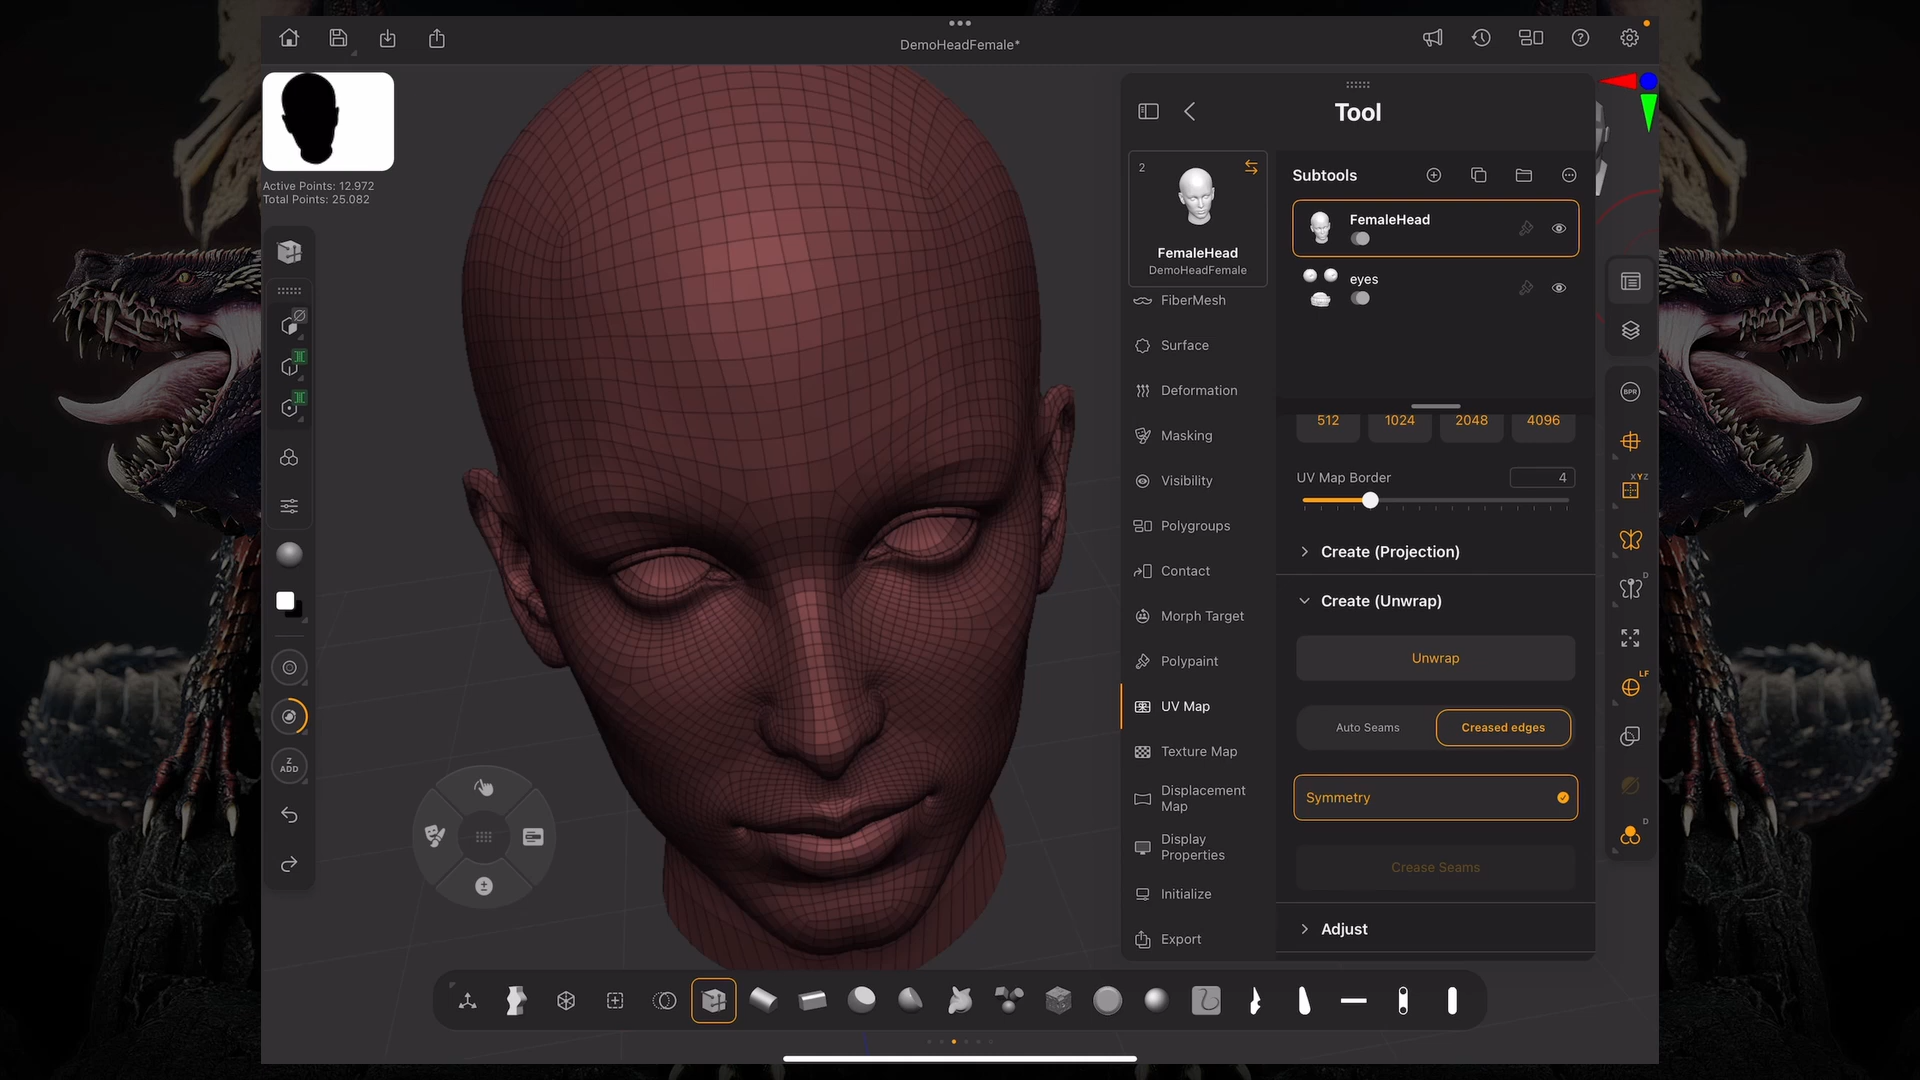 DemoHeadFemale*
Active Points: 12.972
Total Points: 25.082
Tool
2
FemaleHead
DemoHeadFemale
Subtools
FemaleHead
eyes
FiberMesh
Surface
Deformation
Masking
Visibility
Polygroups
Contact
Morph Target
Polypaint
UV Map
Texture Map
Displacement
Map
Display
Properties
Initialize
Export
512 1024 2048 4096
UV Map Border 4
Create (Projection)
Create (Unwrap)
Unwrap
Auto Seams Creased edges
Symmetry
Crease Seams
Adjust
Z
ADD
BPR
XYZ
D
LF
D